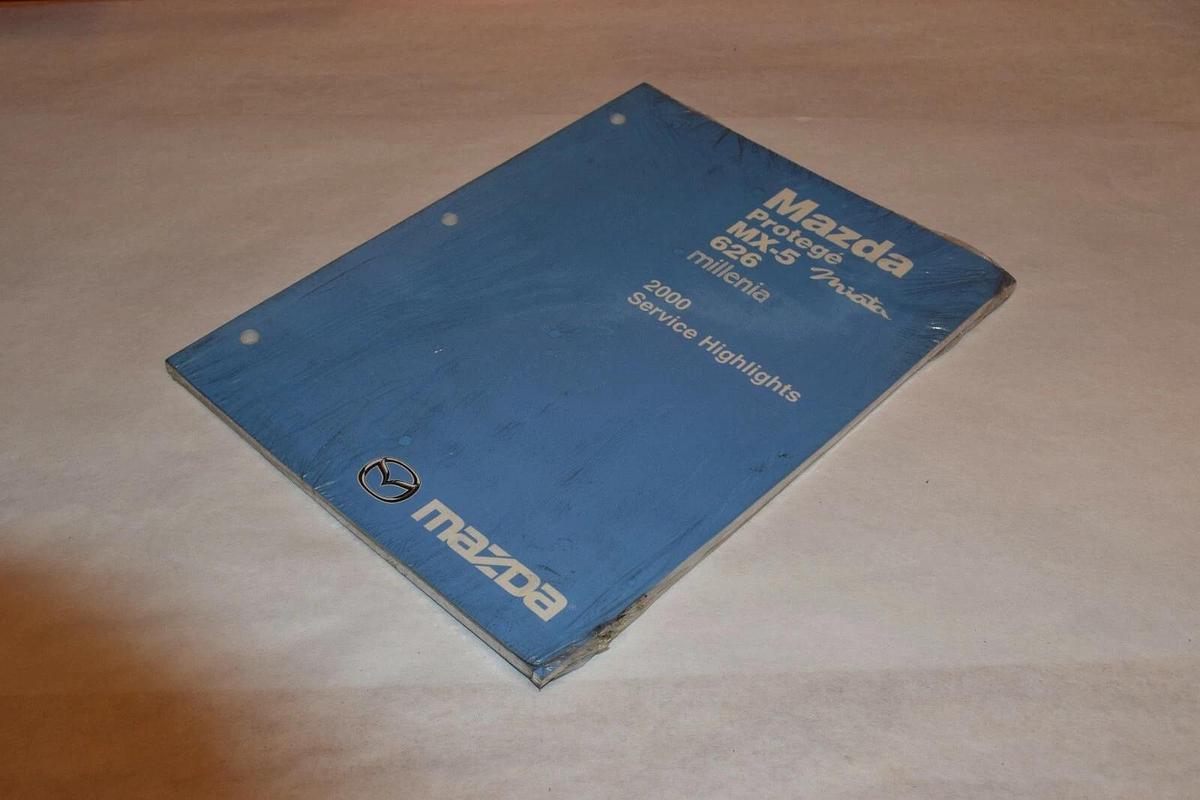 Mazda
Protegé
MX-5 Miata
626
millenia
2000
Service Highlights
mazda